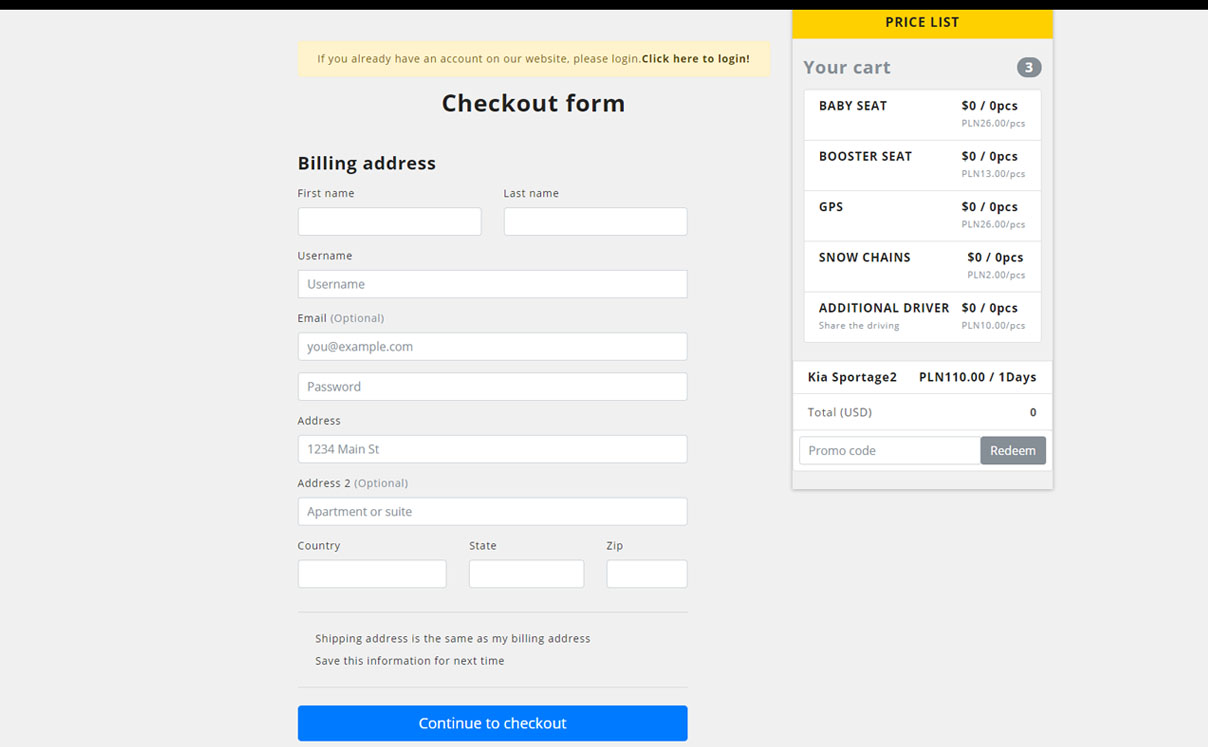 If you already have an account on our website, please login.Click here to login!
Checkout form
Billing address
First name Last name
Username
Username
Email (Optional)
you@example.com
Password
Address
1234 Main St
Address 2 (Optional)
Apartment or suite
Country State Zip
Shipping address is the same as my billing address
Save this information for next time
Continue to checkout
PRICE LIST
Your cart 3
BABY SEAT $0 / 0pcs
PLN26.00/pcs
BOOSTER SEAT $0 / 0pcs
PLN13.00/pcs
GPS $0 / 0pcs
PLN26.00/pcs
SNOW CHAINS $0 / 0pcs
PLN2.00/pcs
ADDITIONAL DRIVER $0 / 0pcs
Share the driving PLN10.00/pcs
Kia Sportage2 PLN110.00 / 1Days
Total (USD) 0
Promo code Redeem